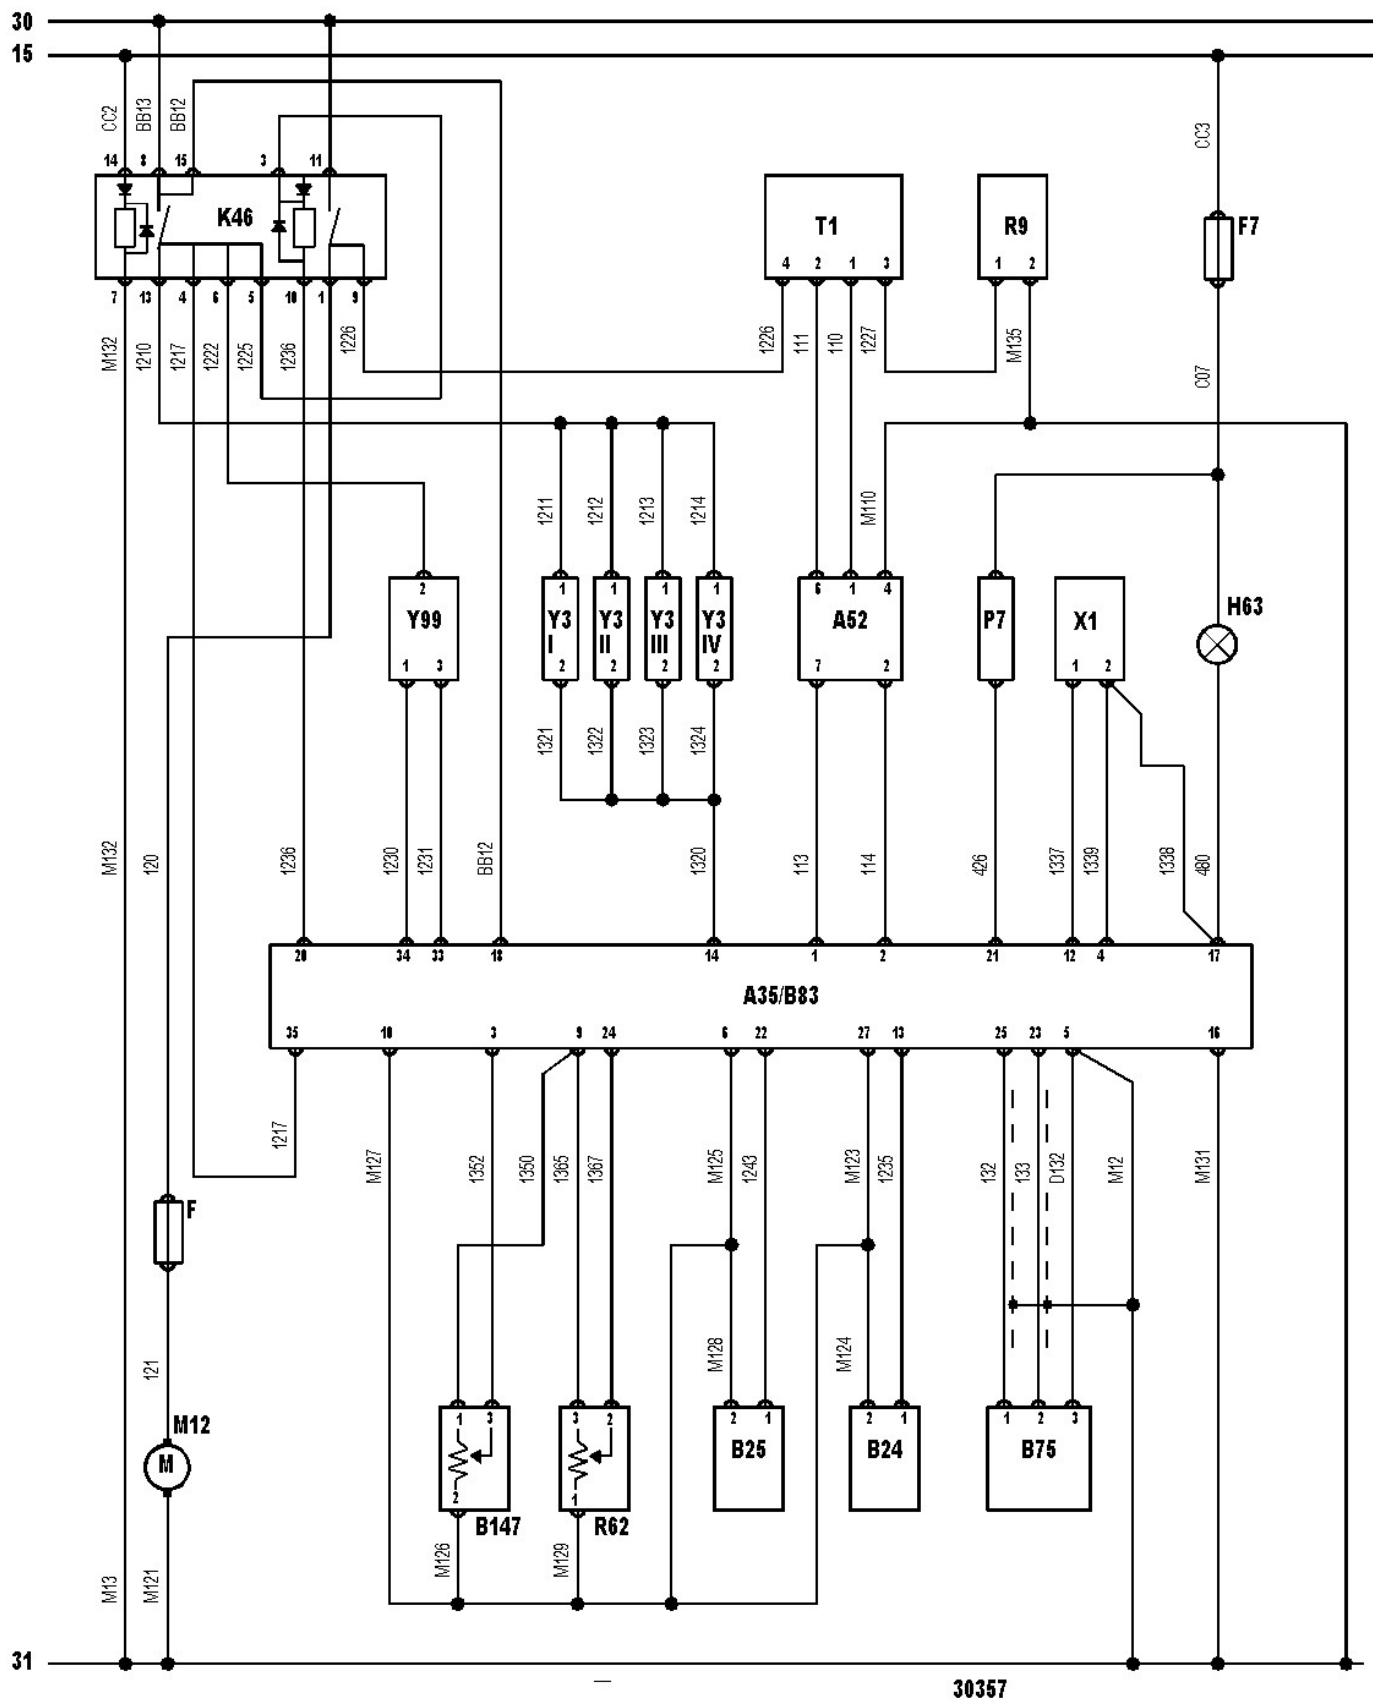 30
15
CC2 BB13 BB12 CC3
14 8 15 3 11
K46 T1 R9 F7
4 2 1 3 1 2
7 13 4 6 5 10 1 9
M132 1210 1217 1222 1225 1236 1226 1226 111 110 1227 M135 C07
1211 1212 1213 1214 M110
2 1 1 1 1 6 1 4
Y99 Y3 I Y3 II Y3 III Y3 IV A52 P7 X1 H63
1 3 2 2 2 2 7 2 1 2
1321 1322 1323 1324
M132 120 1236 1230 1231 BB12 1320 113 114 426 1337 1339 1338 480
20 34 33 18 14 1 2 21 12 4 17
A35/B83
35 10 3 9 24 6 22 27 13 25 23 5 16
1217 M127 1352 1350 1365 1367 M125 1243 M123 1235 132 133 D132 M12 M131
F
121 M128 M124
M12
1 3 3 2 2 1 2 1 1 2 3
M B25 B24 B75
2 1
B147 R62
M13 M121 M126 M129
31
30357